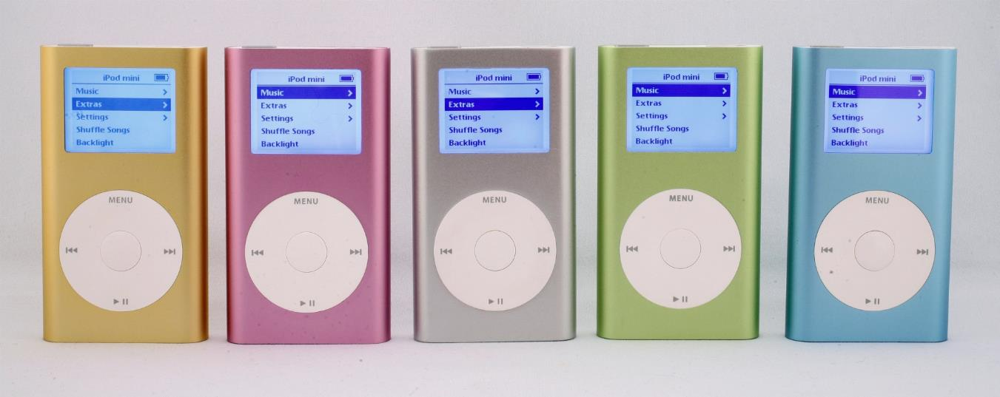 iPod mini
Music
Extras
Settings
Shuffle Songs
Backlight
MENU
iPod mini
Music
Extras
Settings
Shuffle Songs
Backlight
MENU
iPod mini
Music
Extras
Settings
Shuffle Songs
Backlight
MENU
iPod mini
Music
Extras
Settings
Shuffle Songs
Backlight
MENU
iPod mini
Music
Extras
Settings
Shuffle Songs
Backlight
MENU